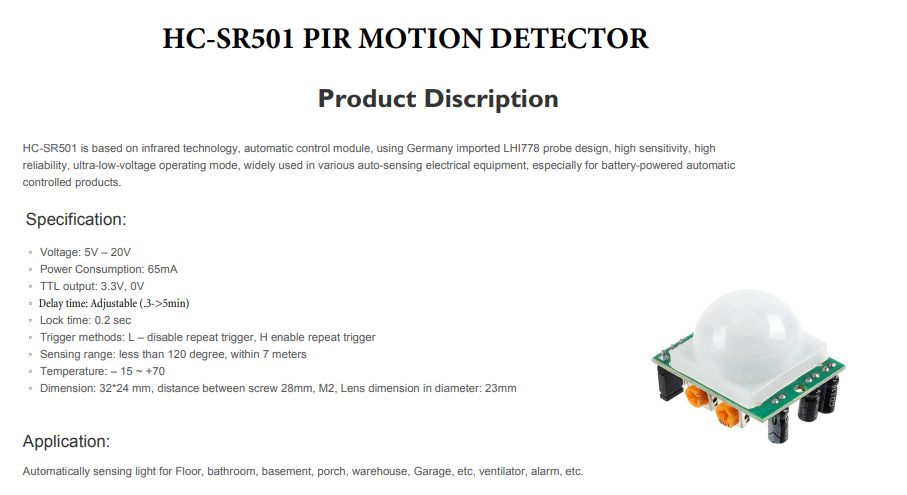 HC-SR501 PIR MOTION DETECTOR
Product Discription
HC-SR501 is based on infrared technology, automatic control module, using Germany imported LHI778 probe design, high sensitivity, high
reliability, ultra-low-voltage operating mode, widely used in various auto-sensing electrical equipment, especially for battery-powered automatic
controlled products.
Specification:
▫ Voltage: 5V – 20V
▫ Power Consumption: 65mA
▫ TTL output: 3.3V, 0V
▫ Delay time: Adjustable (.3->5min)
▫ Lock time: 0.2 sec
▫ Trigger methods: L – disable repeat trigger, H enable repeat trigger
▫ Sensing range: less than 120 degree, within 7 meters
▫ Temperature: – 15 ~ +70
▫ Dimension: 32*24 mm, distance between screw 28mm, M2, Lens dimension in diameter: 23mm
Application:
Automatically sensing light for Floor, bathroom, basement, porch, warehouse, Garage, etc, ventilator, alarm, etc.